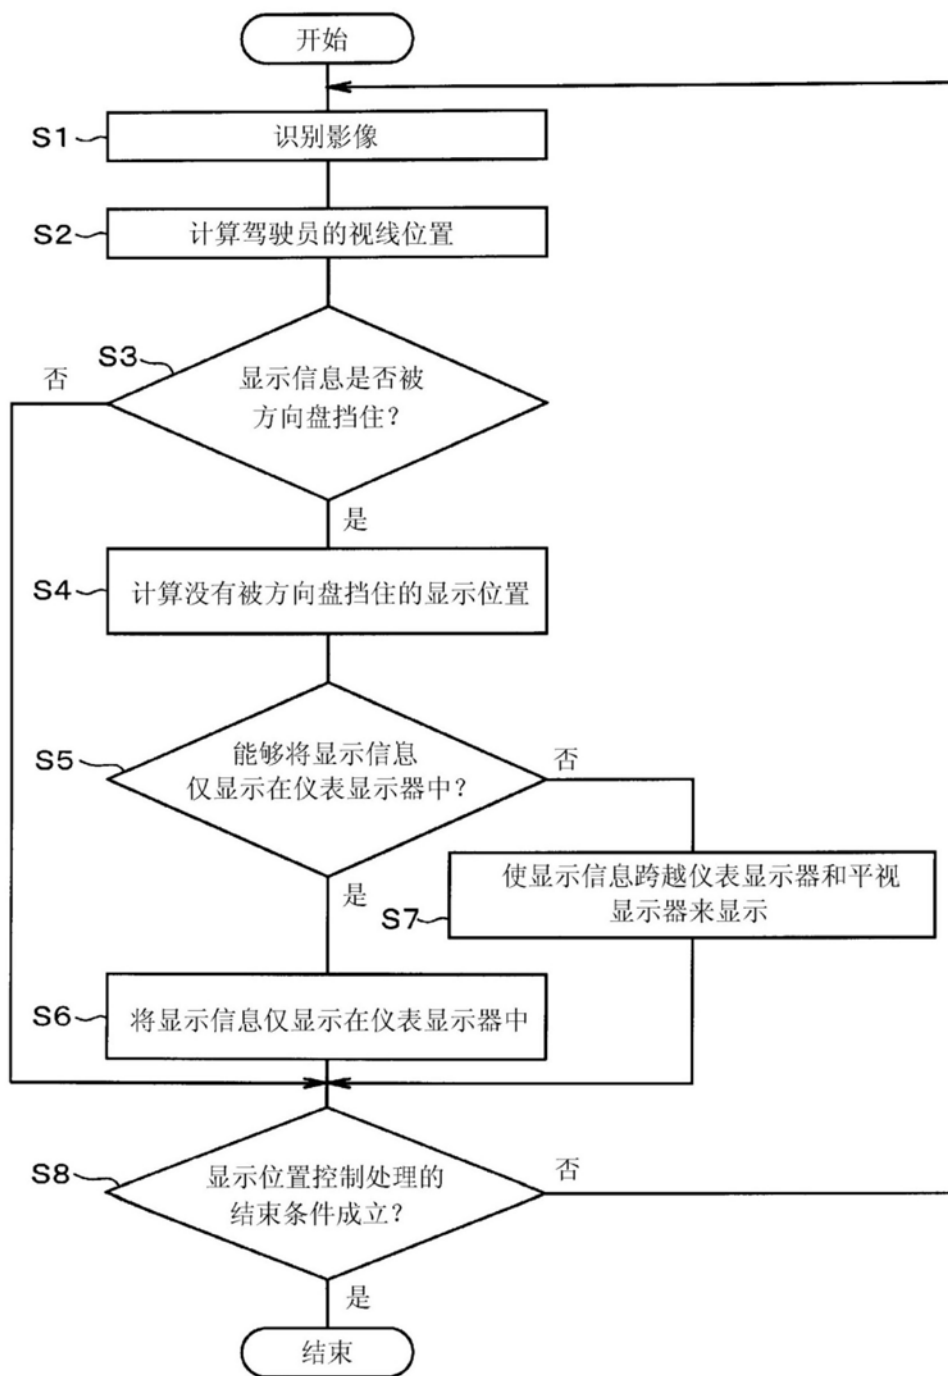 开始
S1
识别影像
S2
计算驾驶员的视线位置
S3
否
显示信息是否被
方向盘挡住?
是
S4
计算没有被方向盘挡住的显示位置
S5
能够将显示信息
仅显示在仪表显示器中?
否
是
S7
使显示信息跨越仪表显示器和平视
显示器来显示
S6
将显示信息仅显示在仪表显示器中
S8
显示位置控制处理的
结束条件成立?
否
是
结束